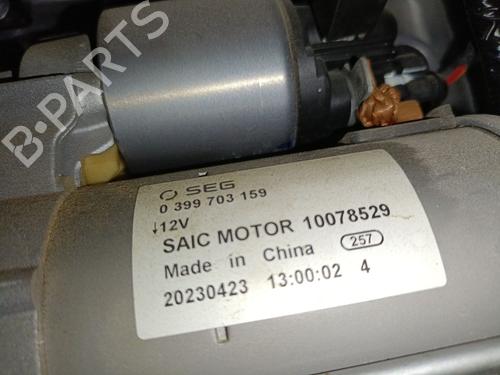 B-PARTS
SEG
0 399 703 159
↓12V
SAIC MOTOR 10078529
Made in China 257
20230423 13:00:02 4